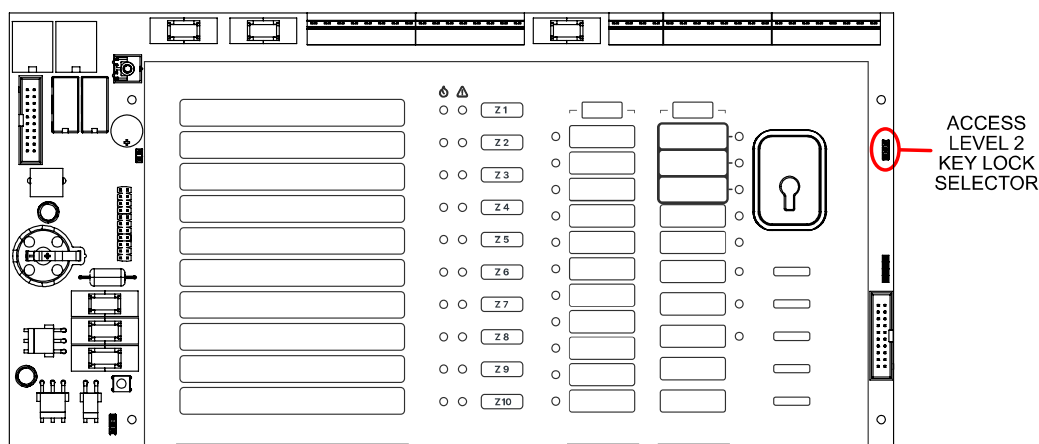 Z1
Z2
Z3
Z4
Z5
Z6
Z7
Z8
Z9
Z10
ACCESS
LEVEL 2
KEY LOCK
SELECTOR